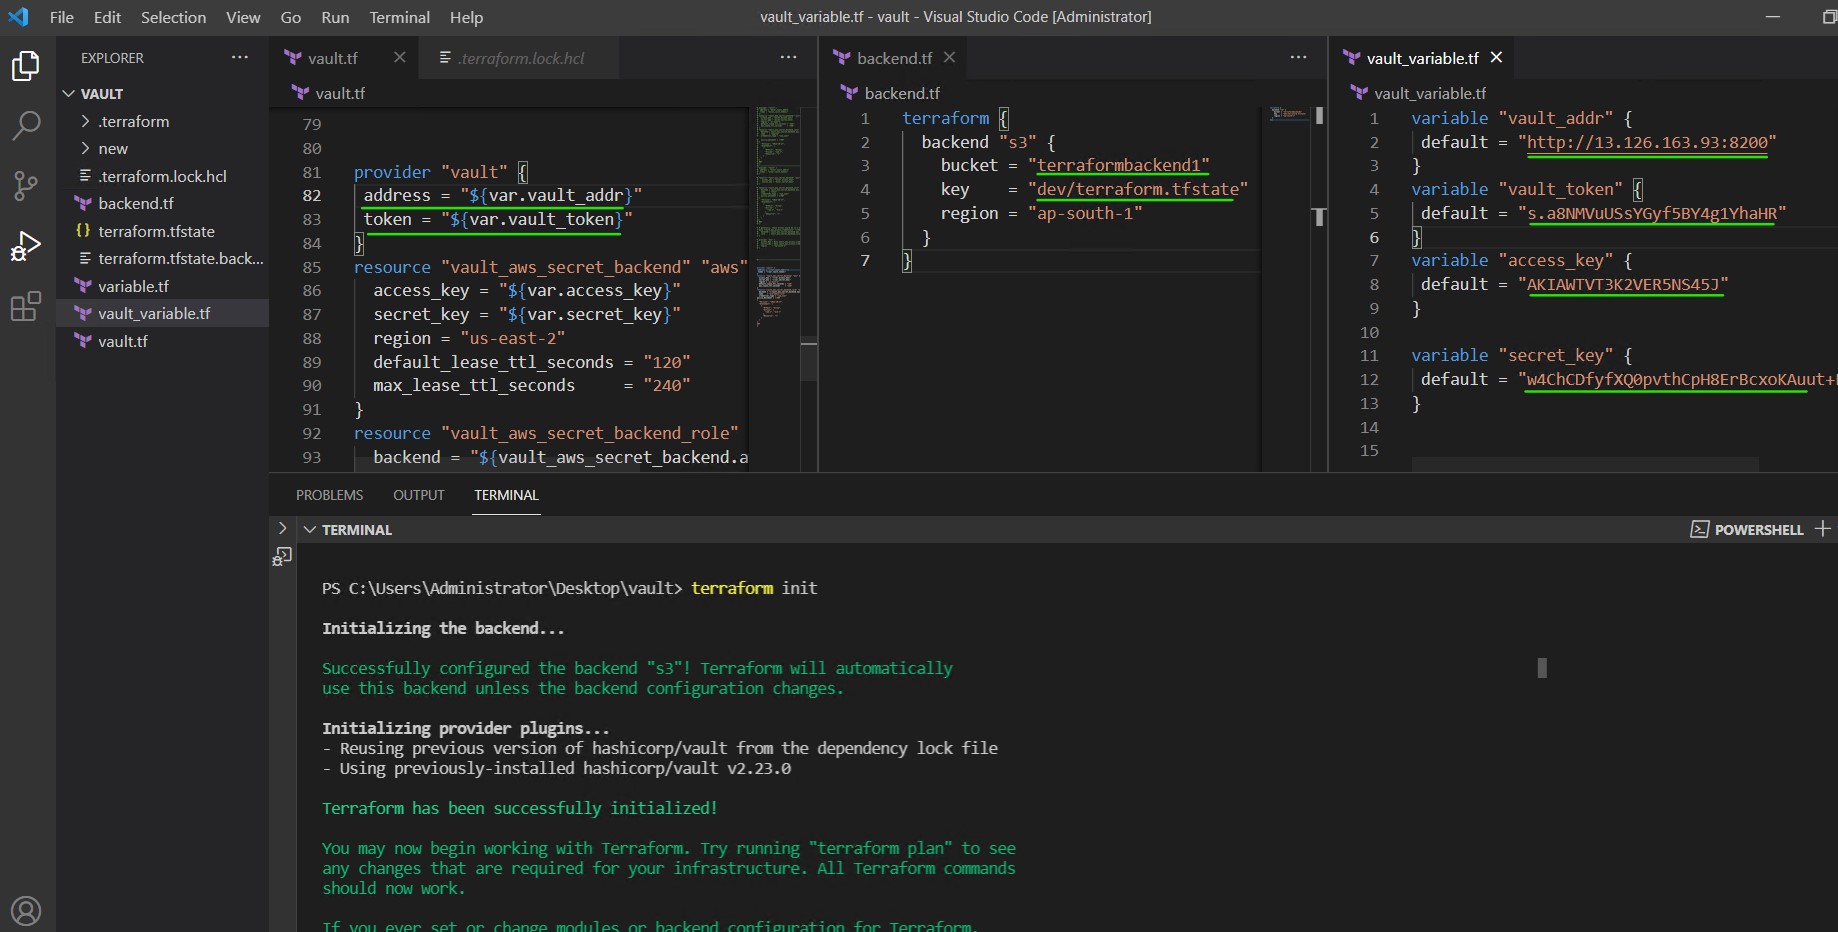 File Edit Selection View Go Run Terminal Help
vault_variable.tf - vault - Visual Studio Code [Administrator]
EXPLORER
VAULT
.terraform
new
.terraform.lock.hcl
backend.tf
terraform.tfstate
terraform.tfstate.back...
variable.tf
vault_variable.tf
vault.tf
vault.tf
.terraform.lock.hcl
vault.tf
79
80
81 provider "vault" {
82 address = "${var.vault_addr}"
83 token = "${var.vault_token}"
84 }
85 resource "vault_aws_secret_backend" "aws"
86 access_key = "${var.access_key}"
87 secret_key = "${var.secret_key}"
88 region = "us-east-2"
89 default_lease_ttl_seconds = "120"
90 max_lease_ttl_seconds = "240"
91 }
92 resource "vault_aws_secret_backend_role"
93 backend = "${vault_aws_secret_backend.a
backend.tf
backend.tf
1 terraform {
2 backend "s3" {
3 bucket = "terraformbackend1"
4 key = "dev/terraform.tfstate"
5 region = "ap-south-1"
6 }
7 }
vault_variable.tf
vault_variable.tf
1 variable "vault_addr" {
2 default = "http://13.126.163.93:8200"
3 }
4 variable "vault_token" {
5 default = "s.a8NMVuUSsYGyf5BY4g1YhaHR"
6 }
7 variable "access_key" {
8 default = "AKIAWTVT3K2VER5NS45J"
9 }
10
11 variable "secret_key" {
12 default = "w4ChCDfyfXQ0pvthCpH8ErBcxoKAuut+
13 }
14
15
PROBLEMS OUTPUT TERMINAL
TERMINAL
POWERSHELL
PS C:\Users\Administrator\Desktop\vault> terraform init
Initializing the backend...
Successfully configured the backend "s3"! Terraform will automatically
use this backend unless the backend configuration changes.
Initializing provider plugins...
- Reusing previous version of hashicorp/vault from the dependency lock file
- Using previously-installed hashicorp/vault v2.23.0
Terraform has been successfully initialized!
You may now begin working with Terraform. Try running "terraform plan" to see
any changes that are required for your infrastructure. All Terraform commands
should now work.
If you ever set or change modules or backend configuration for Terraform,